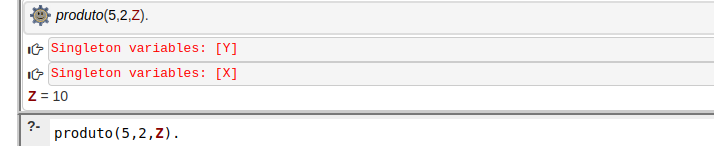 produto(5,2,Z).
Singleton variables: [Y]
Singleton variables: [X]
Z = 10
?- produto(5,2,Z).